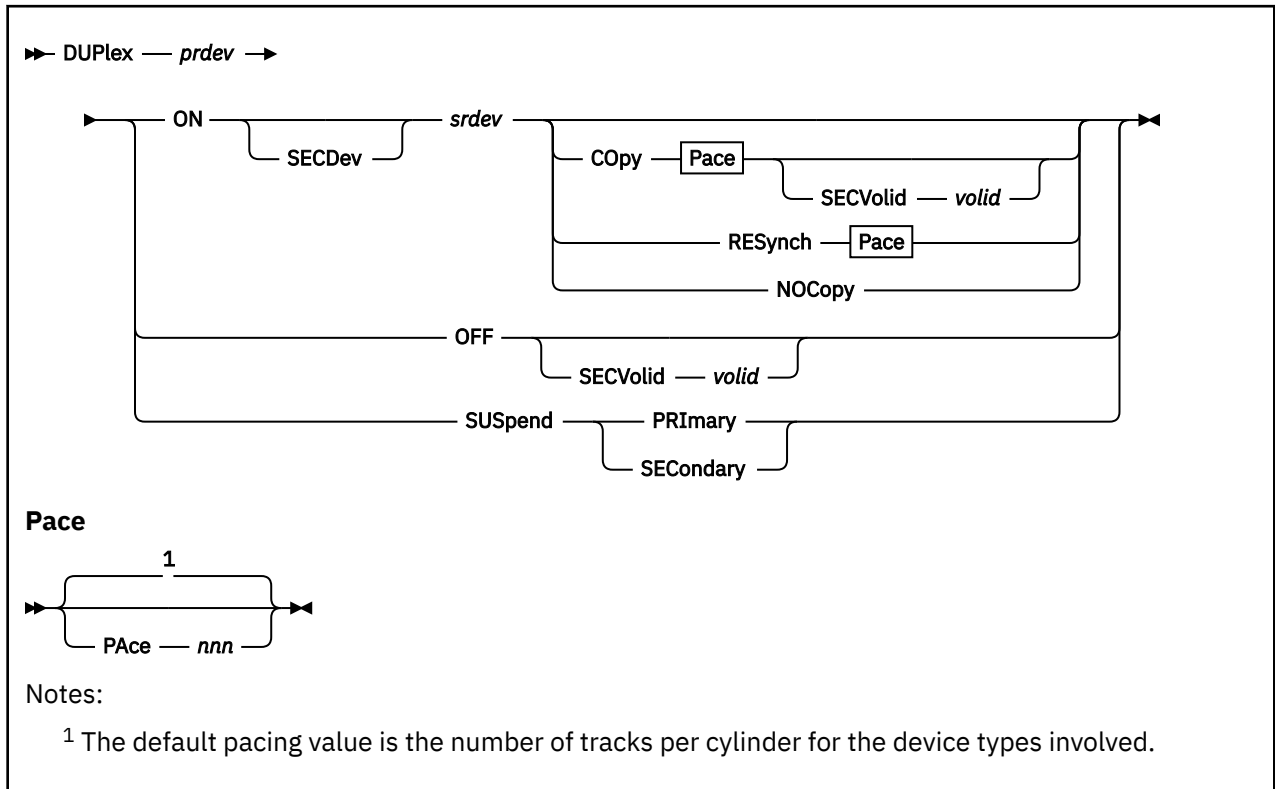 DUPlex prdev
ON SECDev srdev
COpy Pace
SECVolid volid
RESynch Pace
NOCopy
OFF
SECVolid volid
SUSpend PRImary
SECondary
Pace
1
PAce nnn
Notes:
1 The default pacing value is the number of tracks per cylinder for the device types involved.